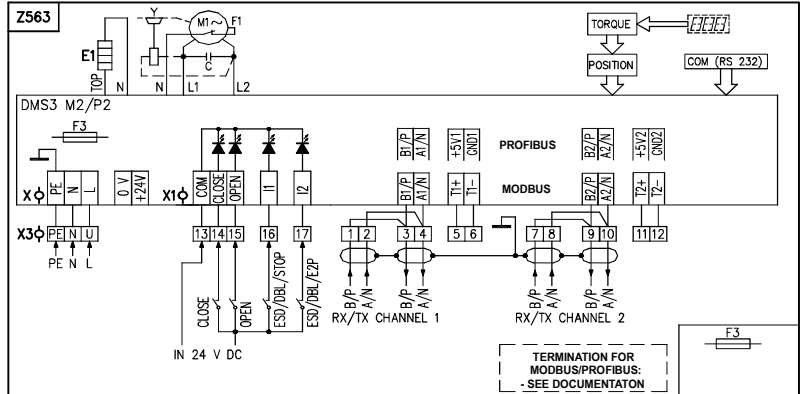 Z563
Y
M1~
F1
E1
C
TOP
N
N
L1
L2
TORQUE
POSITION
COM (RS 232)
DMS3 M2/P2
F3
B1/P
A1/N
+5V1
GND1
PROFIBUS
B2/P
A2/N
+5V2
GND2
X
PE
N
L
0 V
+24V
X1
COM
CLOSE
OPEN
I1
I2
B1/P
A1/N
T1+
T1-
MODBUS
B2/P
A2/N
T2+
T2-
X3
PE N U
13 14 15 16 17
1 2 3 4 5 6
7 8 9 10 11 12
PE N L
CLOSE
OPEN
ESD/DBL/STOP
ESD/DBL/E2P
B/P
A/N
B/P
A/N
B/P
A/N
B/P
A/N
RX/TX CHANNEL 1
RX/TX CHANNEL 2
IN 24 V DC
TERMINATION FOR
MODBUS/PROFIBUS:
- SEE DOCUMENTATON
F3